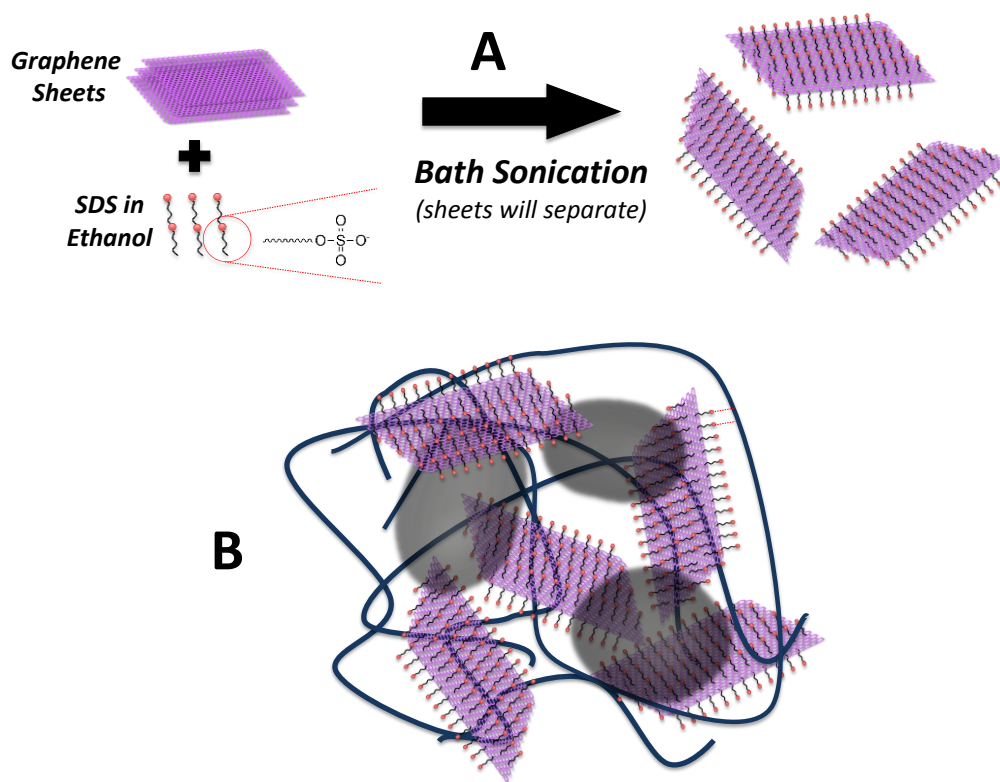 A
Graphene
Sheets
Bath Sonication
(sheets will separate)
SDS in
Ethanol
O
O S O-
O
B